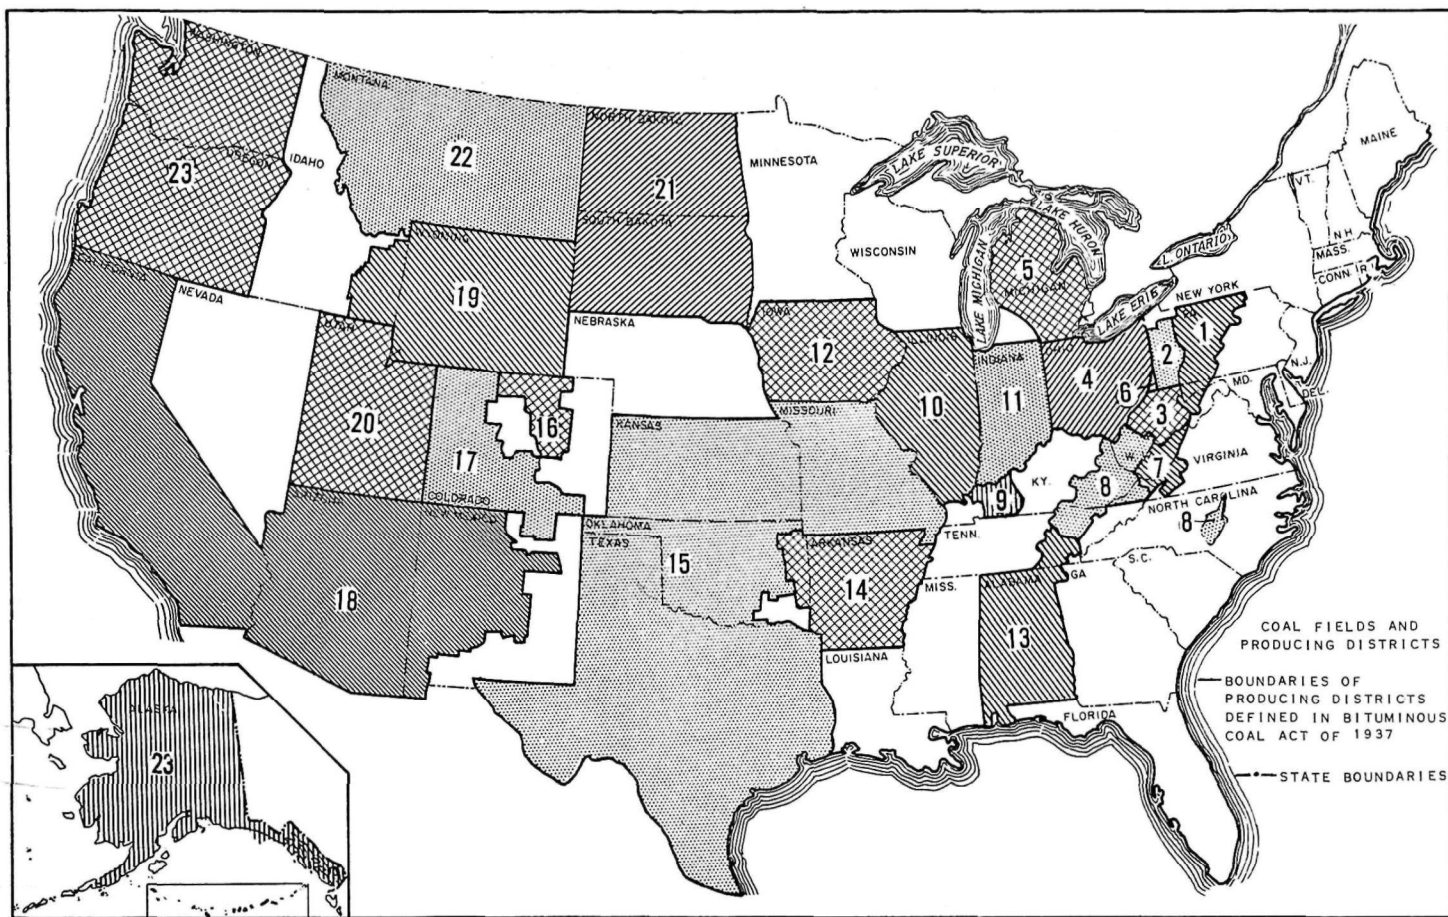 WASHINGTON
MONTANA
NORTH DAKOTA
MINNESOTA
LAKE SUPERIOR
MAINE
OREGON
IDAHO
22
23
21
SOUTH DAKOTA
VT.
N.H.
MASS.
CONN
R.I.
WISCONSIN
LAKE MICHIGAN
LAKE HURON
L. ONTARIO
5
MICHIGAN
LAKE ERIE
NEW YORK
CALIFORNIA
NEVADA
WYOMING
19
NEBRASKA
IOWA
12
ILLINOIS
INDIANA
OHIO
PA.
1
2
4
6
3
MD.
N.J.
DEL.
UTAH
20
16
17
COLORADO
KANSAS
MISSOURI
10
11
KY.
W.
7
VIRGINIA
8
9
NORTH CAROLINA
8
NEW MEXICO
OKLAHOMA
TEXAS
15
ARKANSAS
14
TENN.
S.C.
18
MISS.
ALABAMA
GA
13
LOUISIANA
FLORIDA
COAL FIELDS AND
PRODUCING DISTRICTS
BOUNDARIES OF
PRODUCING DISTRICTS
DEFINED IN BITUMINOUS
COAL ACT OF 1937
STATE BOUNDARIES
ALASKA
23